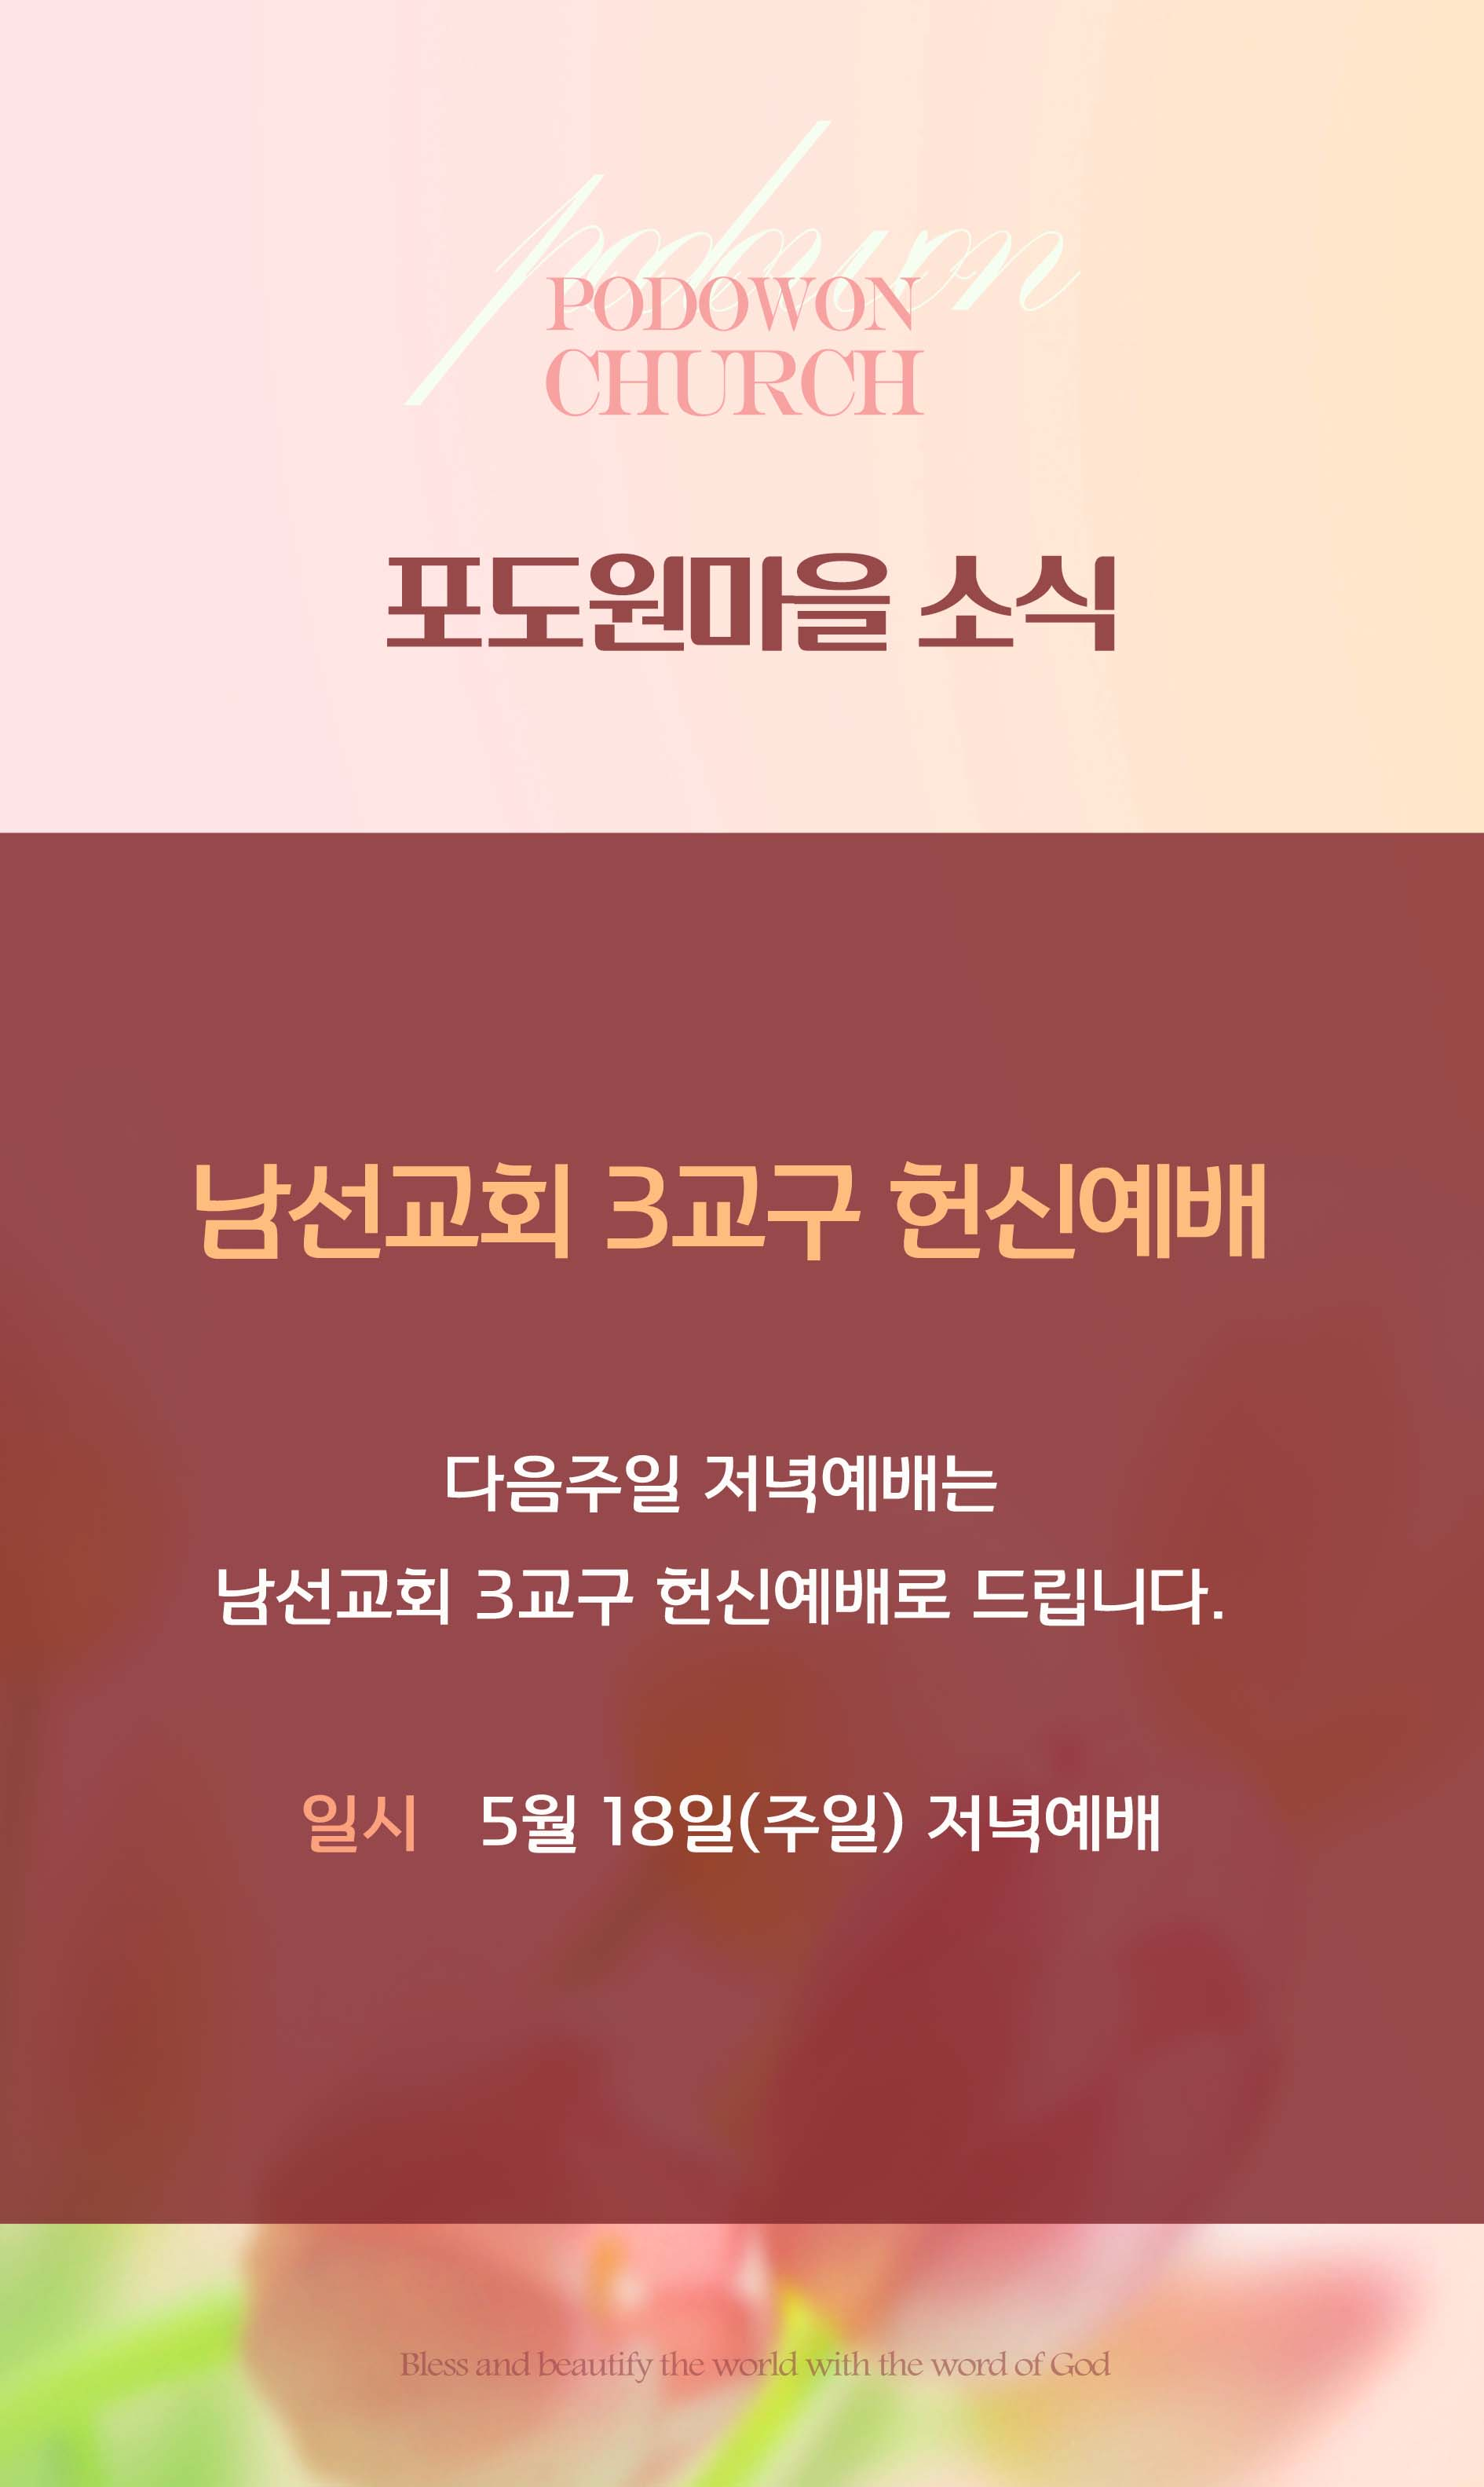 podown
PODOWON
CHURCH
포도원마을 소식
남선교회 3교구 헌신예배
다음주일 저녁예배는
남선교회 3교구 헌신예배로 드립니다.
일시 5월 18일(주일) 저녁예배
Bless and beautify the world with the word of God